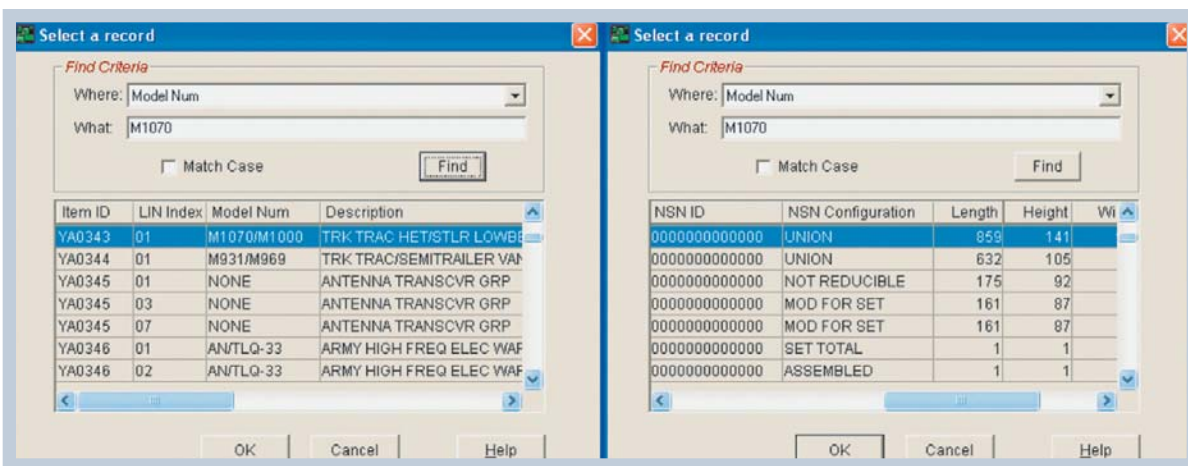 Select a record
Find Criteria
Where: Model Num
What: M1070
Match Case Find
Item ID LIN Index Model Num Description
YA0343 01 M1070/M1000 TRK TRAC HET/STLR LOWBE
YA0344 01 M931/M969 TRK TRAC/SEMITRAILER VAN
YA0345 01 NONE ANTENNA TRANSCVR GRP
YA0345 03 NONE ANTENNA TRANSCVR GRP
YA0345 07 NONE ANTENNA TRANSCVR GRP
YA0346 01 AN/TLQ-33 ARMY HIGH FREQ ELEC WAR
YA0346 02 AN/TLQ-33 ARMY HIGH FREQ ELEC WAR
OK Cancel Help
Select a record
Find Criteria
Where: Model Num
What: M1070
Match Case Find
NSN ID NSN Configuration Length Height Wi
0000000000000 UNION 859 141
0000000000000 UNION 632 105
0000000000000 NOT REDUCIBLE 175 92
0000000000000 MOD FOR SET 161 87
0000000000000 MOD FOR SET 161 87
0000000000000 SET TOTAL 1 1
0000000000000 ASSEMBLED 1 1
OK Cancel Help